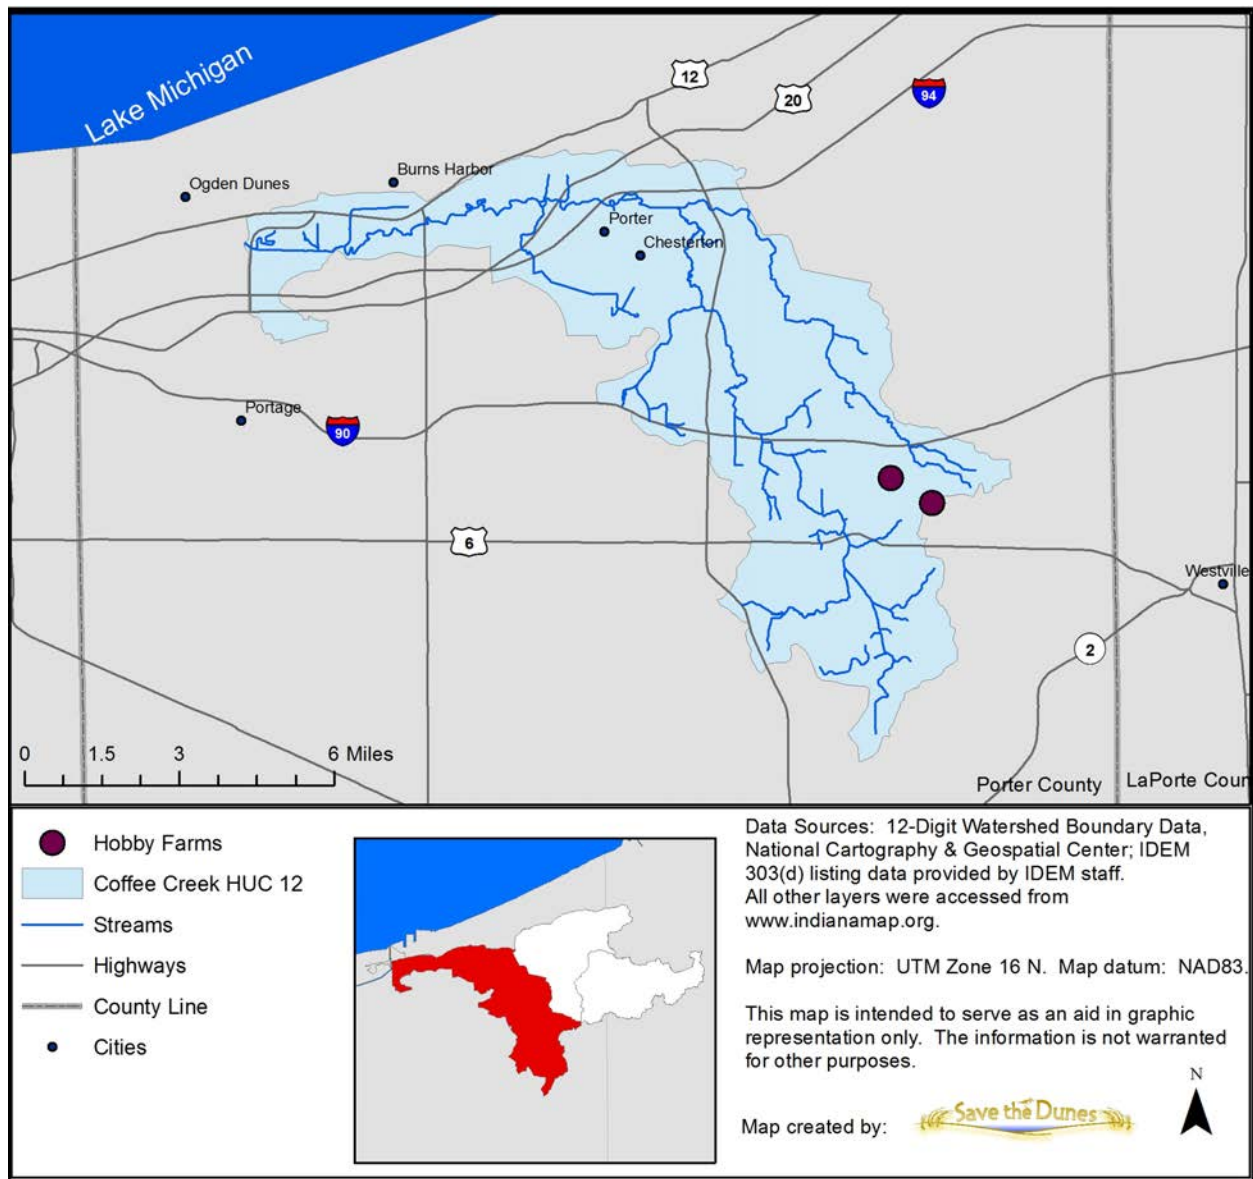 Lake Michigan
12
20
94
Burns Harbor
Ogden Dunes
Porter
Chesterton
Portage
90
6
Westville
2
0 1.5 3 6 Miles
Porter County
LaPorte Coun
Hobby Farms
Coffee Creek HUC 12
Streams
Highways
County Line
Cities
Data Sources: 12-Digit Watershed Boundary Data,
National Cartography & Geospatial Center; IDEM
303(d) listing data provided by IDEM staff.
All other layers were accessed from
www.indianamap.org.
Map projection: UTM Zone 16 N. Map datum: NAD83.
This map is intended to serve as an aid in graphic
representation only. The information is not warranted
for other purposes.
N
Map created by:
Save the Dunes